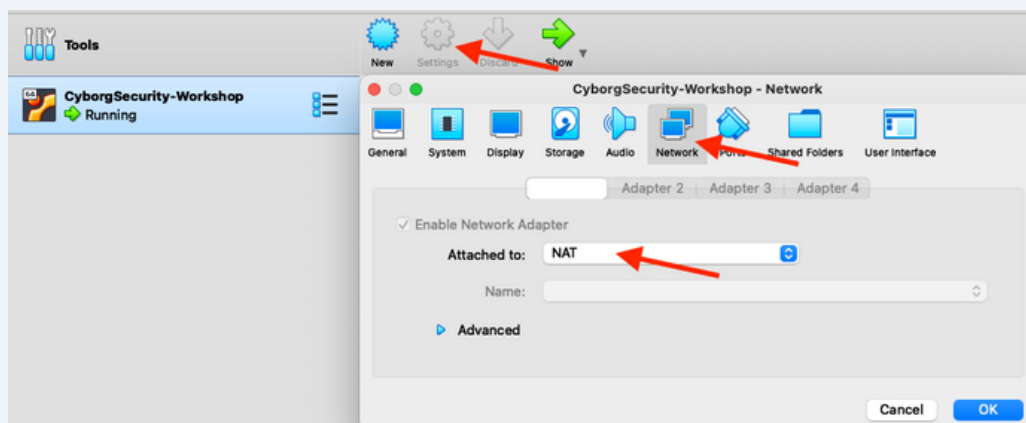 Tools
New Settings Discard Show
CyborgSecurity-Workshop
Running
CyborgSecurity-Workshop - Network
General System Display Storage Audio Network Ports Shared Folders User Interface
Adapter 2 Adapter 3 Adapter 4
Enable Network Adapter
Attached to: NAT
Name:
Advanced
Cancel OK